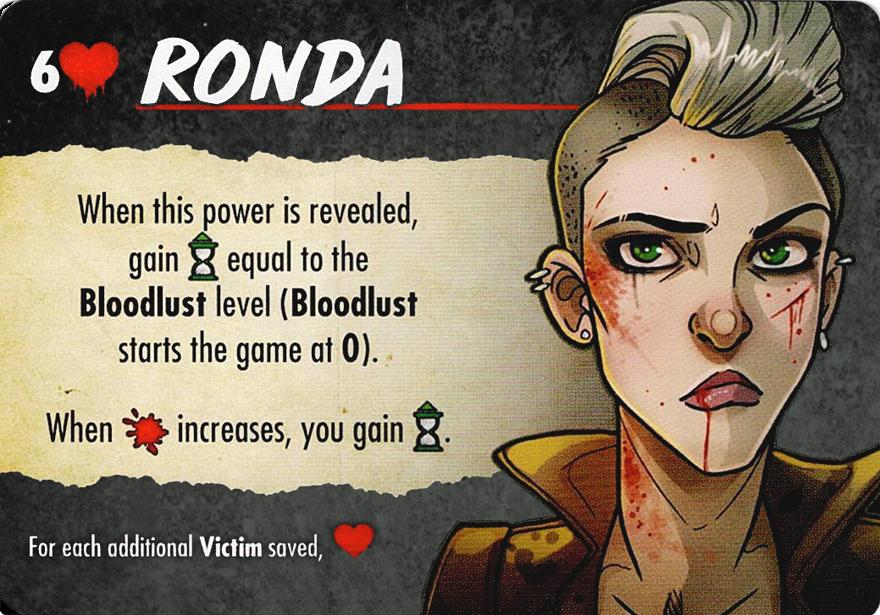 6 RONDA
When this power is revealed,
gain equal to the
Bloodlust level (Bloodlust
starts the game at 0).
When increases, you gain .
For each additional Victim saved,